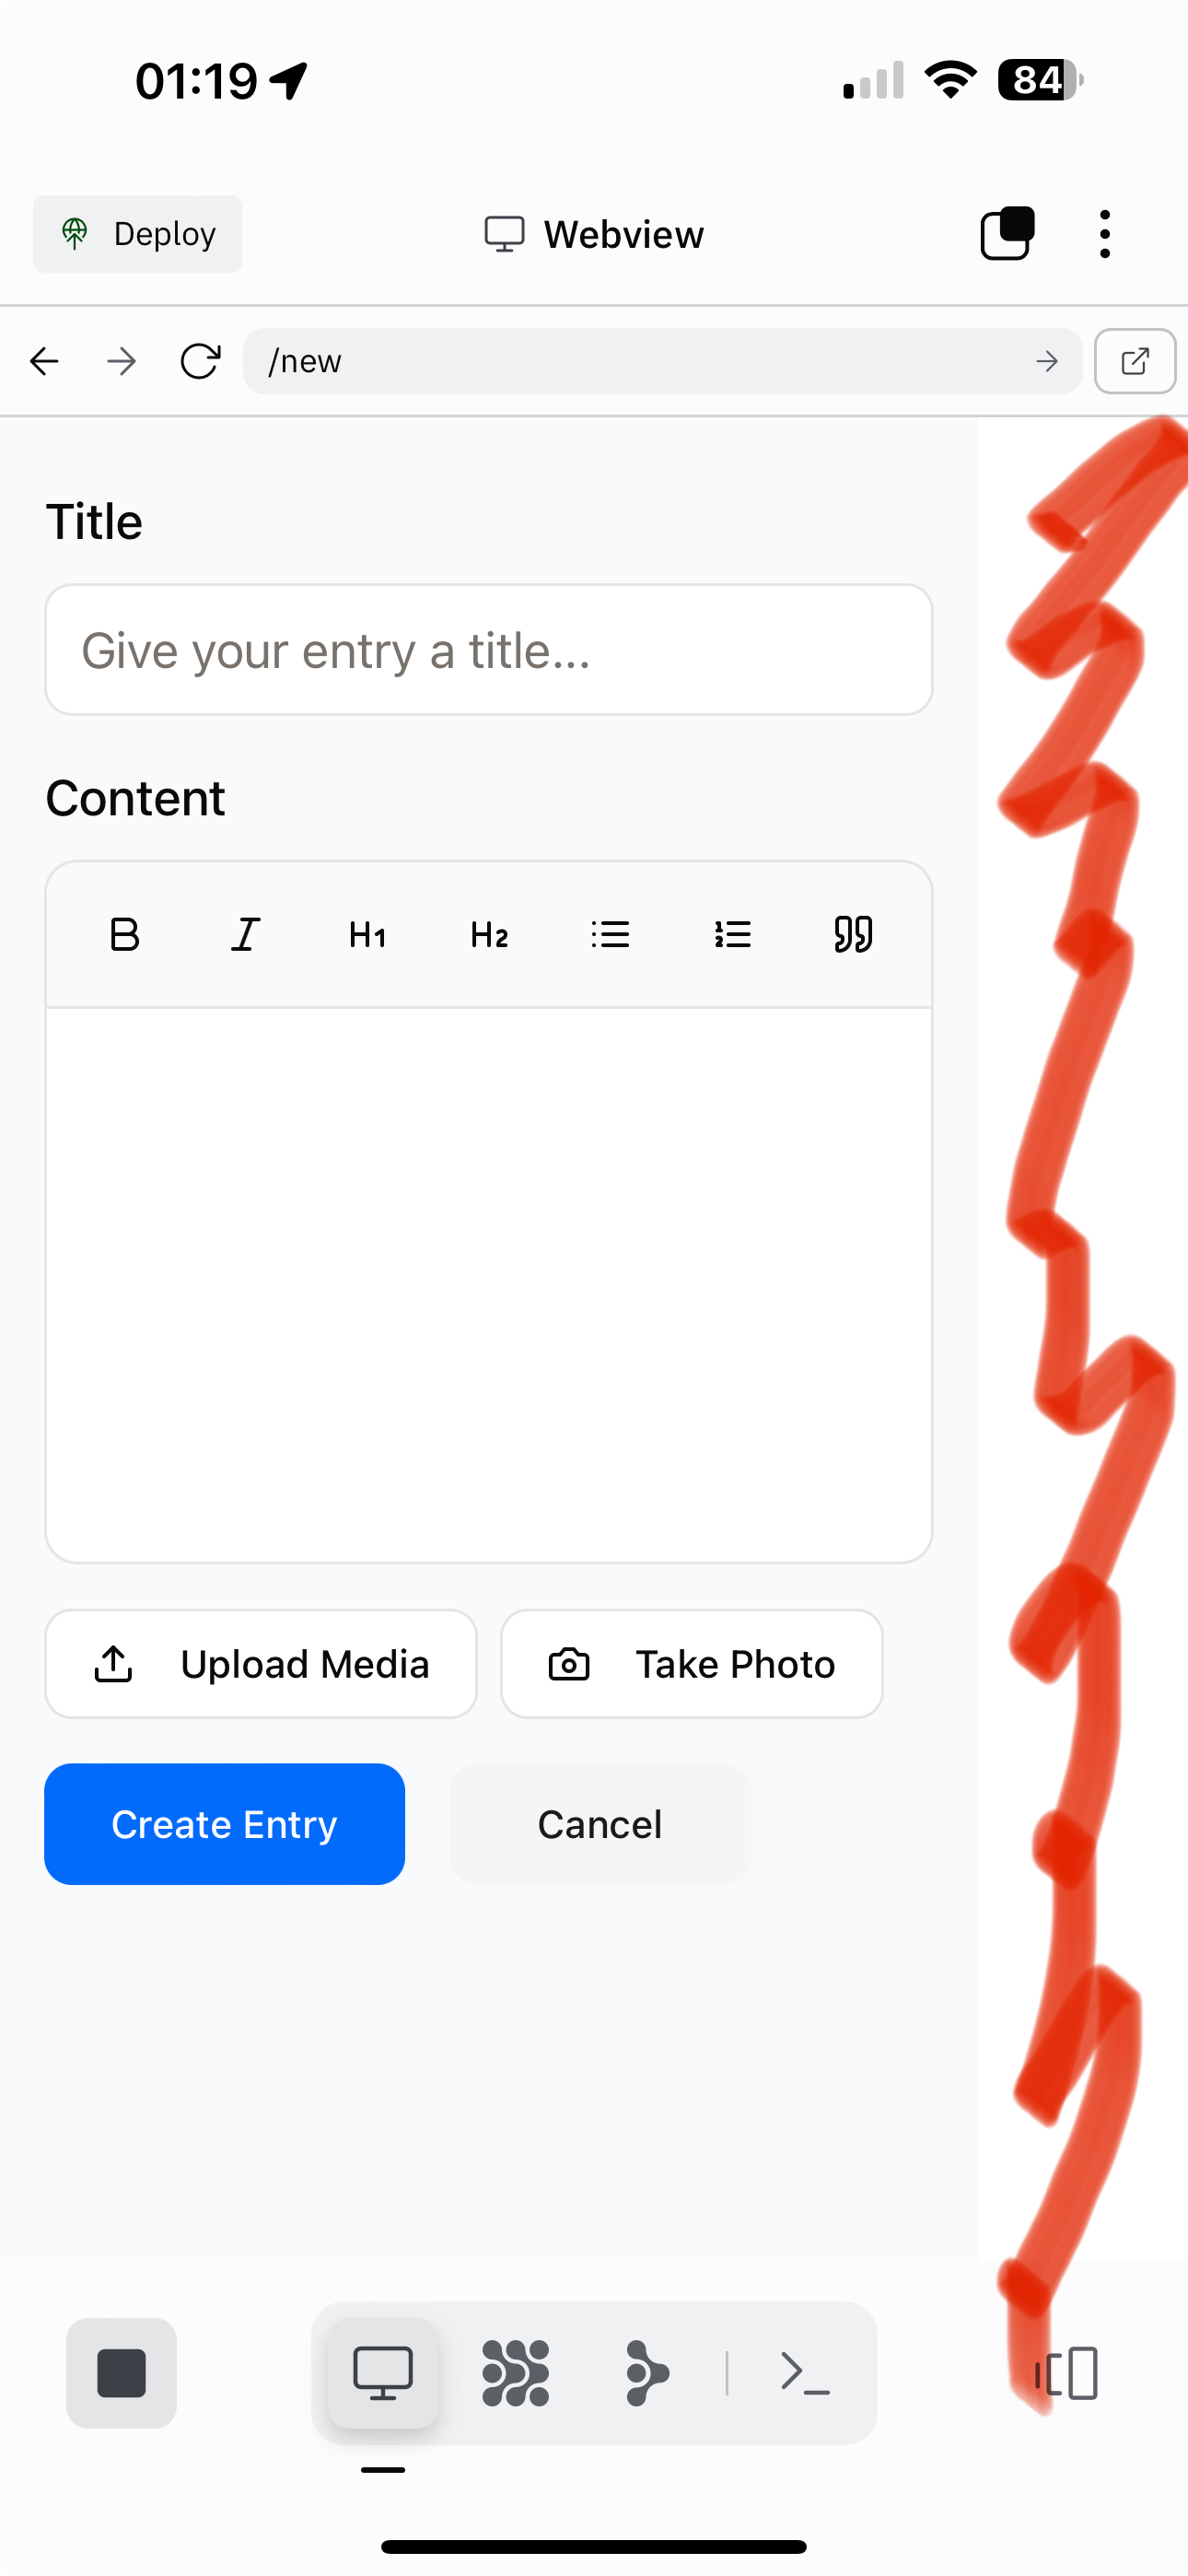 01:19 84
Deploy Webview
/new
Title
Give your entry a title...
Content
B I H1 H2
Upload Media Take Photo
Create Entry Cancel